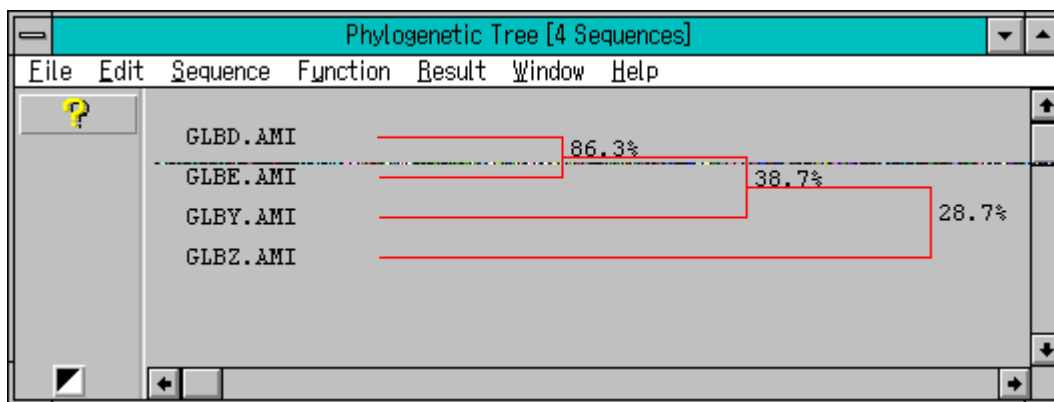 Phylogenetic Tree [4 Sequences]
File Edit Sequence Function Result Window Help
?
GLBD.AMI
86.3%
GLBE.AMI
38.7%
GLBY.AMI
28.7%
GLBZ.AMI